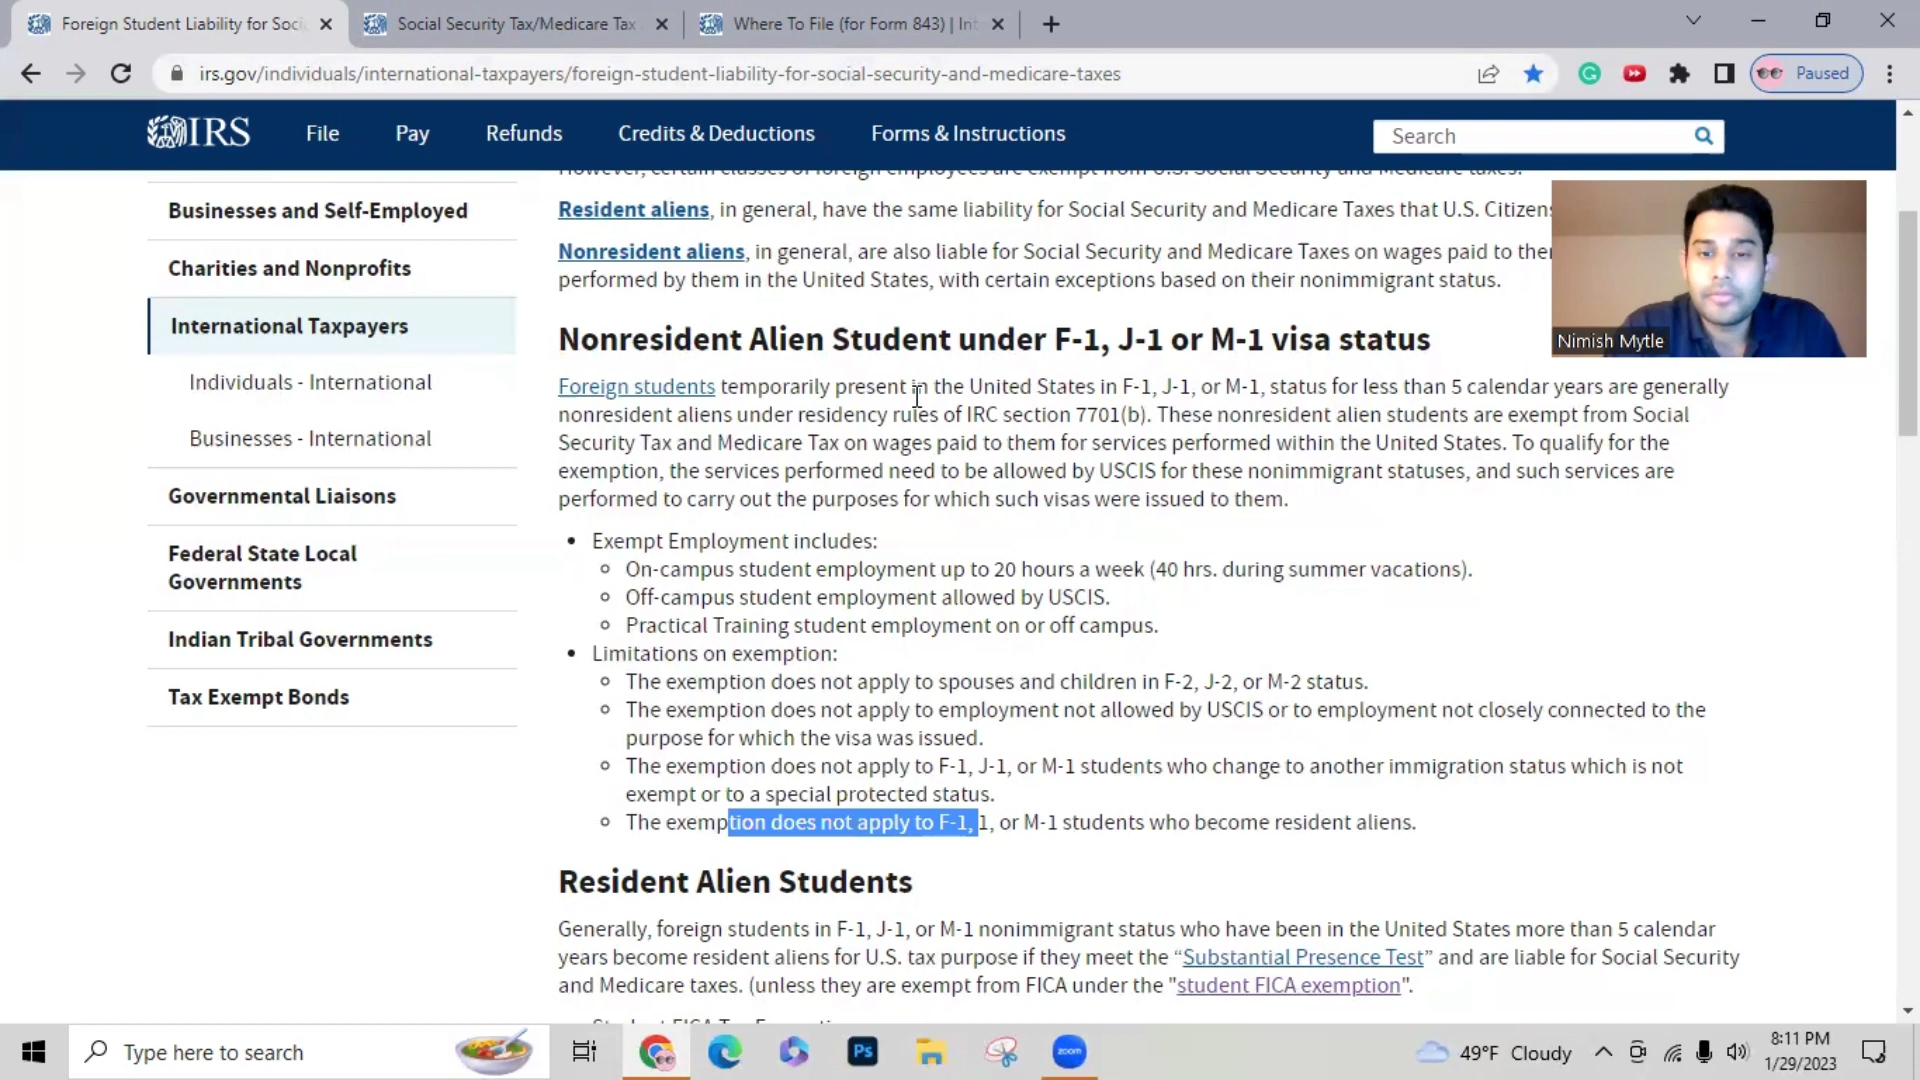 Foreign Student Liability for Soci
Social Security Tax/Medicare Tax
Where To File (for Form 843) | Int
irs.gov/individuals/international-taxpayers/foreign-student-liability-for-social-security-and-medicare-taxes
Paused
IRS
File
Pay
Refunds
Credits & Deductions
Forms & Instructions
Search
Businesses and Self-Employed
Charities and Nonprofits
International Taxpayers
Individuals - International
Businesses - International
Governmental Liaisons
Federal State Local
Governments
Indian Tribal Governments
Tax Exempt Bonds
However, certain classes of foreign employees are exempt from U.S. Social Security and Medicare taxes.
Resident aliens, in general, have the same liability for Social Security and Medicare Taxes that U.S. Citizens
Nonresident aliens, in general, are also liable for Social Security and Medicare Taxes on wages paid to
performed by them in the United States, with certain exceptions based on their nonimmigrant status.
Nimish Mytle
Nonresident Alien Student under F-1, J-1 or M-1 visa status
Foreign students temporarily present in the United States in F-1, J-1, or M-1, status for less than 5 calendar years are generally
nonresident aliens under residency rules of IRC section 7701(b). These nonresident alien students are exempt from Social
Security Tax and Medicare Tax on wages paid to them for services performed within the United States. To qualify for the
exemption, the services performed need to be allowed by USCIS for these nonimmigrant statuses, and such services are
performed to carry out the purposes for which such visas were issued to them.
• Exempt Employment includes:
On-campus student employment up to 20 hours a week (40 hrs. during summer vacations).
Off-campus student employment allowed by USCIS.
Practical Training student employment on or off campus.
• Limitations on exemption:
The exemption does not apply to spouses and children in F-2, J-2, or M-2 status.
The exemption does not apply to employment not allowed by USCIS or to employment not closely connected to the
purpose for which the visa was issued.
The exemption does not apply to F-1, J-1, or M-1 students who change to another immigration status which is not
exempt or to a special protected status.
The exemption does not apply to F-1, 1, or M-1 students who become resident aliens.
Resident Alien Students
Generally, foreign students in F-1, J-1, or M-1 nonimmigrant status who have been in the United States more than 5 calendar
years become resident aliens for U.S. tax purpose if they meet the “Substantial Presence Test” and are liable for Social Security
and Medicare taxes. (unless they are exempt from FICA under the "student FICA exemption".
Type here to search
Ps
zoom
49°F Cloudy
8:11 PM
1/29/2023